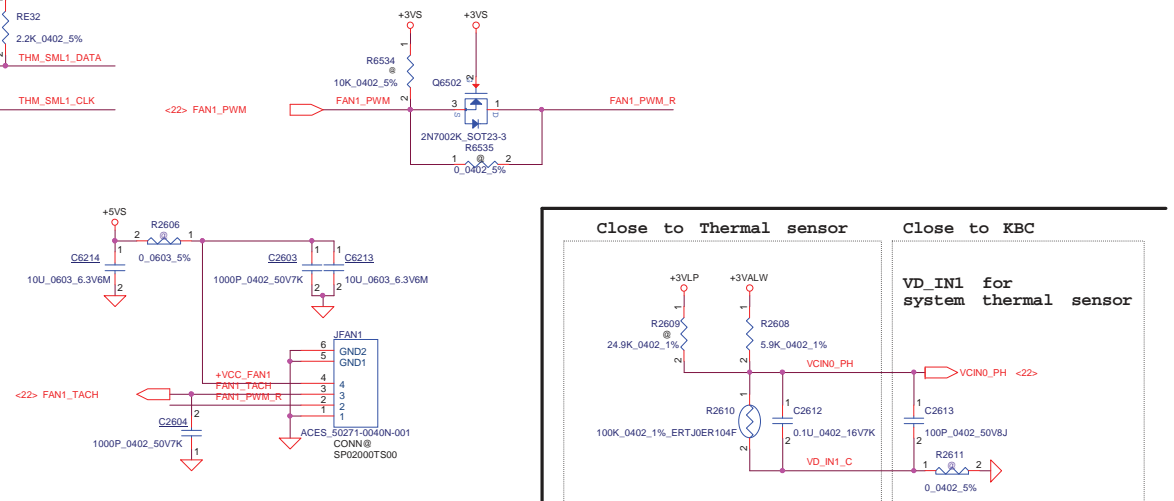 RE32
2.2K_0402_5%
2
THM_SML1_DATA
THM_SML1_CLK
<22> FAN1_PWM
+3VS
+3VS
1
R6534
@
10K_0402_5%
2
Q6502
2
FAN1_PWM
3
1
S
D
FAN1_PWM_R
2N7002K_SOT23-3
R6535
1
@
2
0_0402_5%
+5VS
R2606
2
@
1
0_0603_5%
C6214
1
10U_0603_6.3V6M
2
C2603
1
1000P_0402_50V7K
2
C6213
1
10U_0603_6.3V6M
2
JFAN1
6
GND2
5
GND1
+VCC_FAN1
4
4
FAN1_TACH
3
3
FAN1_PWM_R
2
2
1
1
<22> FAN1_TACH
C2604
2
1000P_0402_50V7K
1
ACES_50271-0040N-001
CONN@
SP02000TS00
Close to Thermal sensor
Close to KBC
VD_IN1 for
system thermal sensor
+3VLP
+3VALW
1
R2609
@
24.9K_0402_1%
2
1
R2608
5.9K_0402_1%
2
VCIN0_PH
VCIN0_PH <22>
1
R2610
100K_0402_1%_ERTJ0ER104F
2
1
C2612
0.1U_0402_16V7K
2
1
C2613
100P_0402_50V8J
2
VD_IN1_C
R2611
1
@
2
0_0402_5%